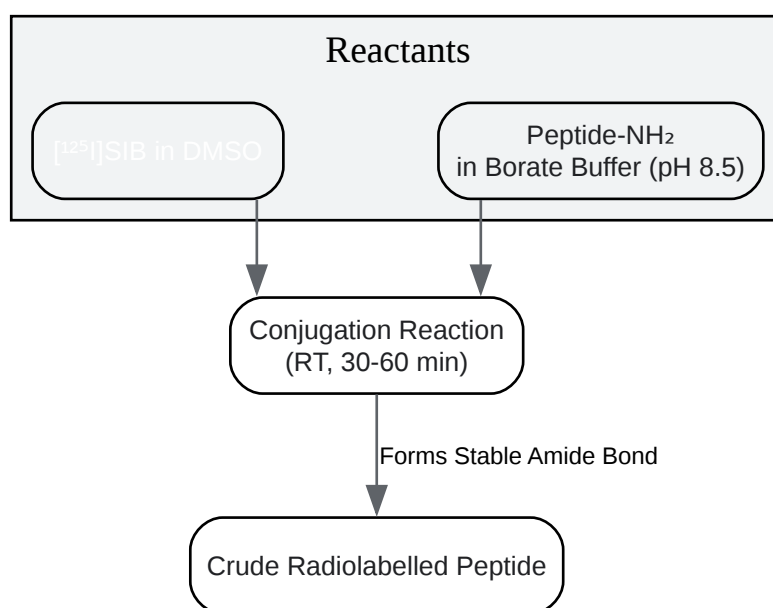 Reactants
[¹²⁵I]SIB in DMSO
Peptide-NH₂
in Borate Buffer (pH 8.5)
Conjugation Reaction
(RT, 30-60 min)
Forms Stable Amide Bond
Crude Radiolabelled Peptide